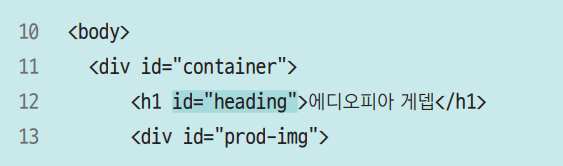 10 <body>
11 <div id="container">
12 <h1 id="heading">에디오피아 게뎁</h1>
13 <div id="prod-img">